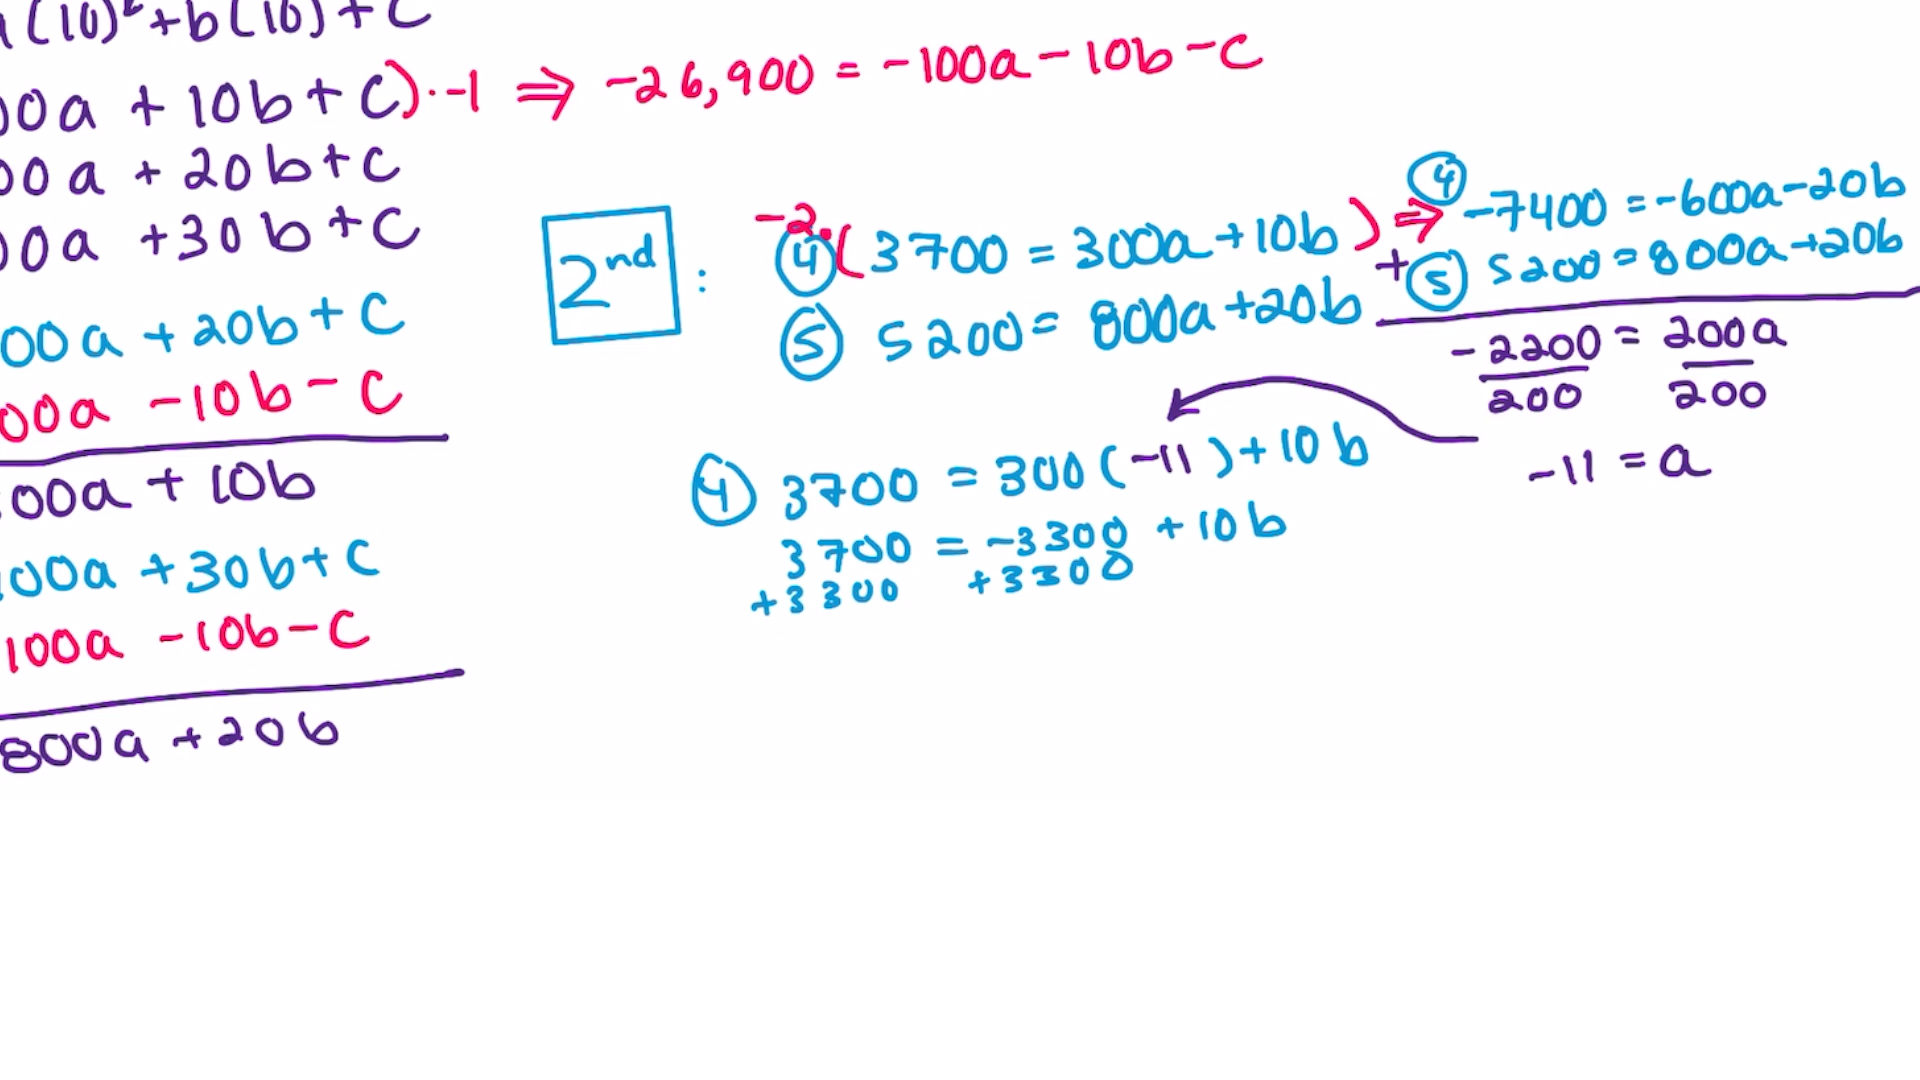 (10)²+b(10)+C
00a + 10b+C)·-1 ⇒ -26,900 = -100a-10b-C
00a + 20b+C
00a +30b+C
00a + 20b+C
00a -10b-C
00a + 10b
00a +30b+C
100a -10b-C
800a +20b
2nd :
-2·
④( 3700 = 300a+10b ) ⇒ ④ -7400 =-600a-20b
⑤ 5200= 800a+20b
+ ⑤ 5200=800a+20b
-2200 = 200a
200 200
-11 = a
④ 3700 = 300(-11)+10b
3700 = -3300 + 10b
+3300 +3300